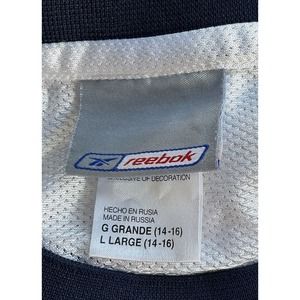 Reebok
EXCLUSIVE OF DECORATION
HECHO EN RUSIA
MADE IN RUSSIA
G GRANDE (14-16)
L LARGE (14-16)